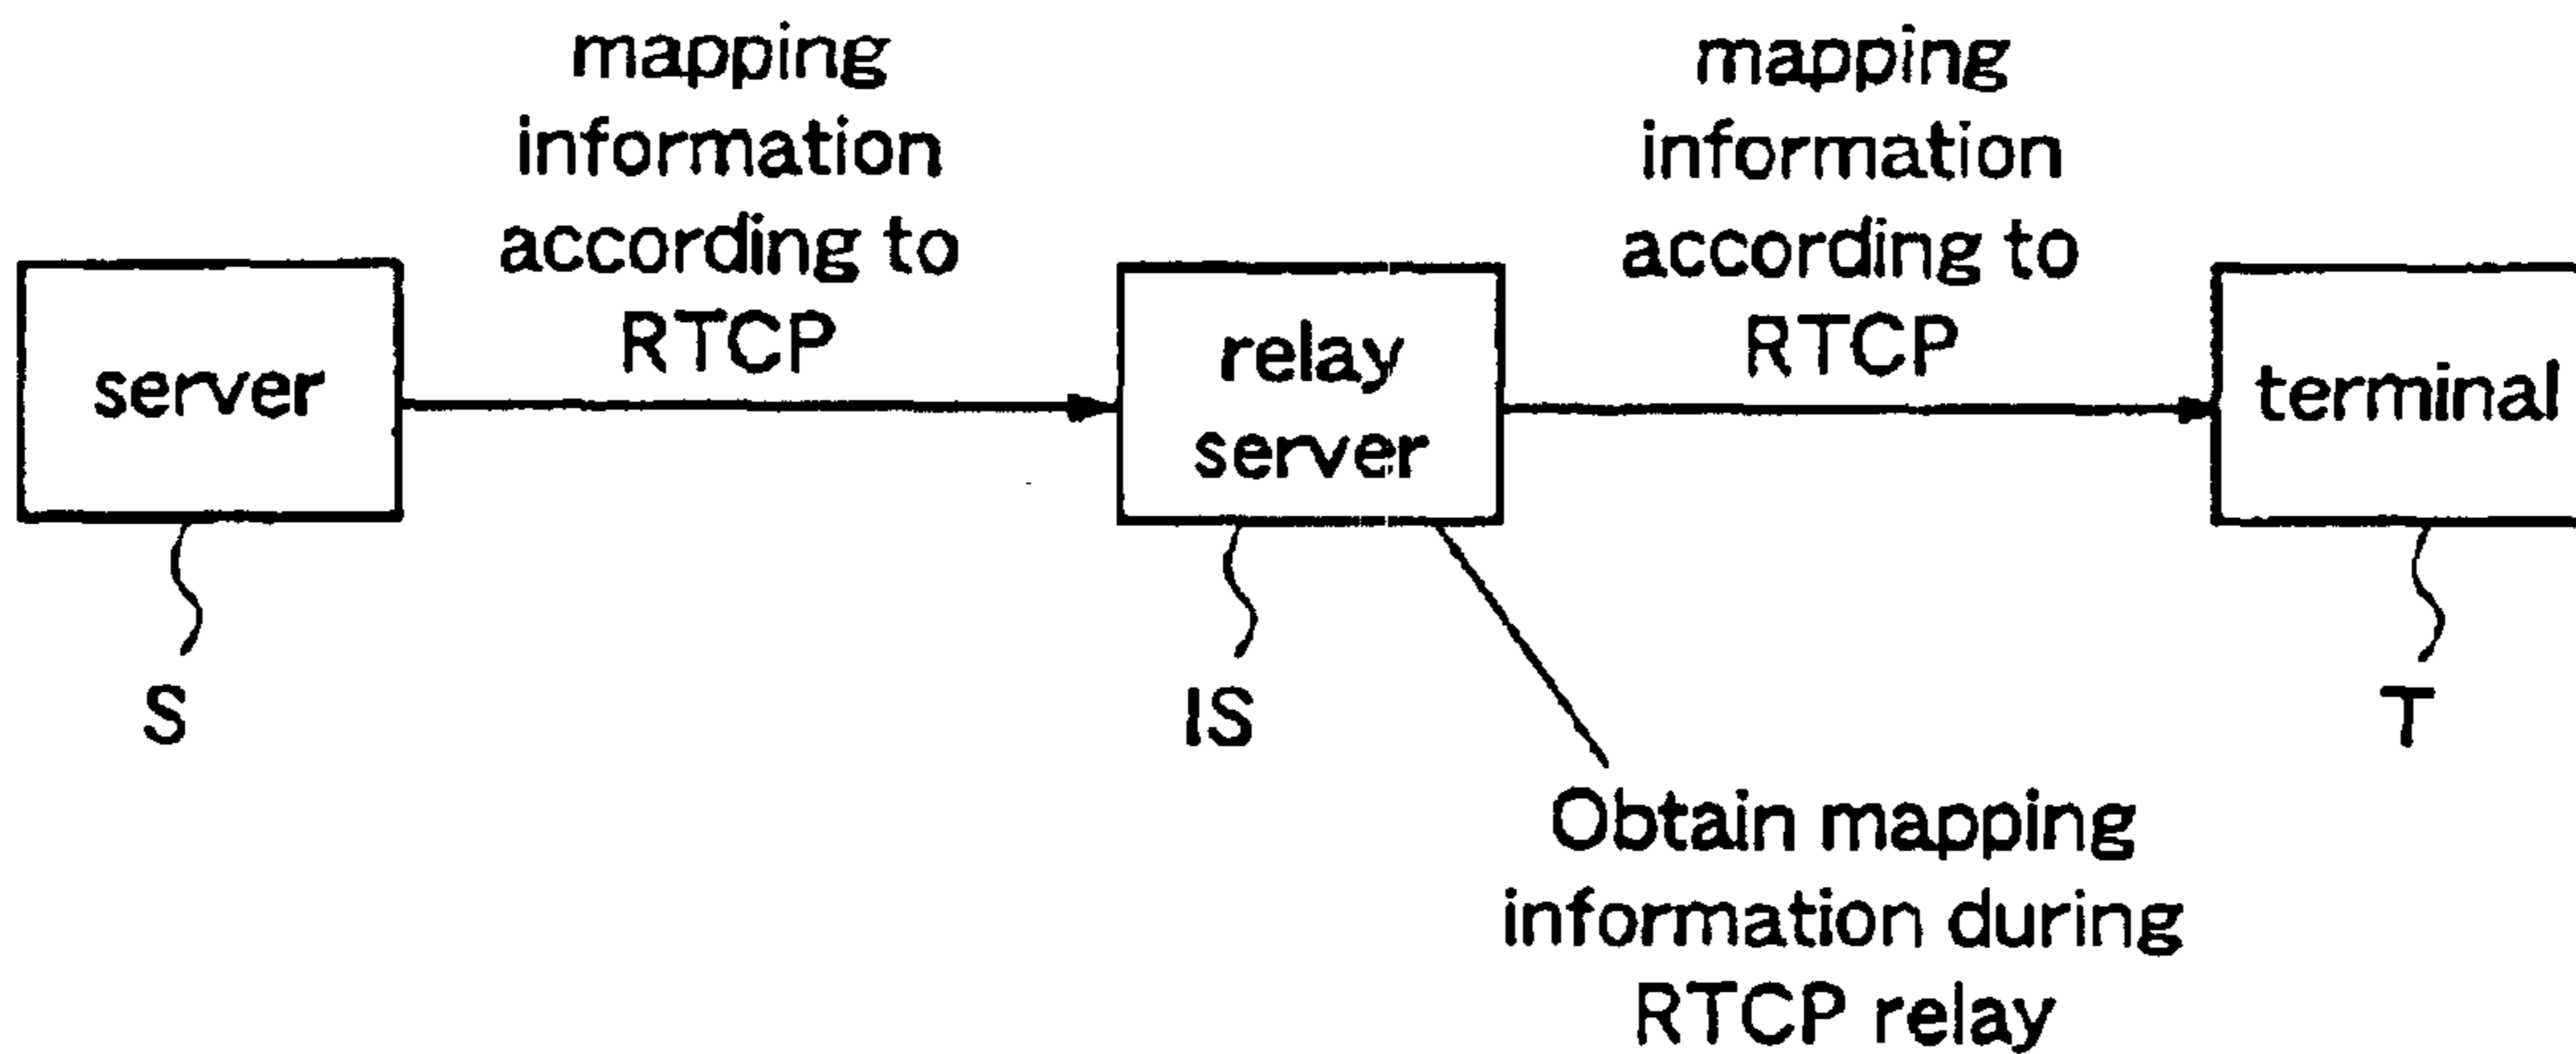 mapping
information
according to
RTCP
mapping
information
according to
RTCP
server
relay
server
terminal
S
IS
T
Obtain mapping
information during
RTCP relay